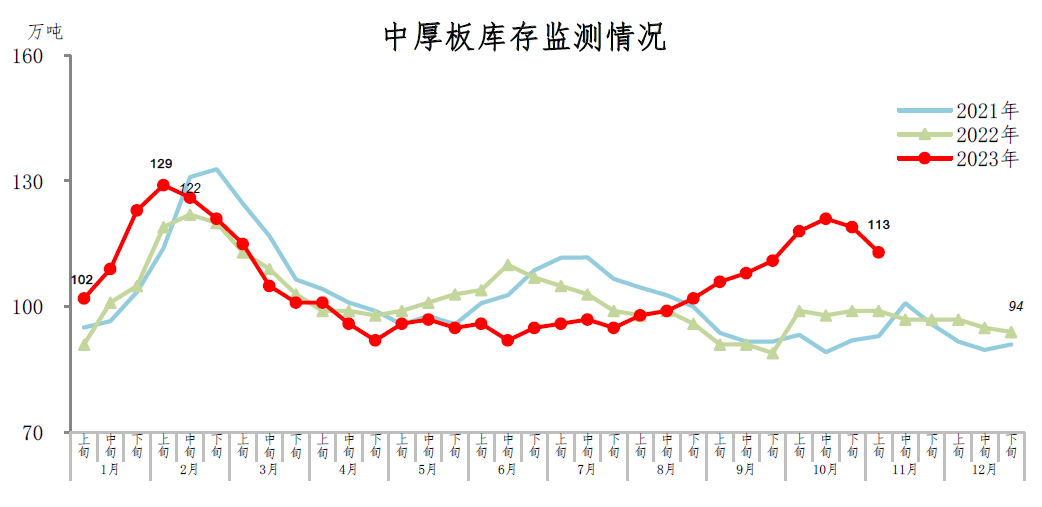 中厚板库存监测情况
万吨
160
130
100
70
2021年
2022年
2023年
102
129
122
113
94
上旬 中旬 下旬 上旬 中旬 下旬 上旬 中旬 下旬 上旬 中旬 下旬 上旬 中旬 下旬 上旬 中旬 下旬 上旬 中旬 下旬 上旬 中旬 下旬 上旬 中旬 下旬 上旬 中旬 下旬 上旬 中旬 下旬 上旬 中旬 下旬
1月 2月 3月 4月 5月 6月 7月 8月 9月 10月 11月 12月